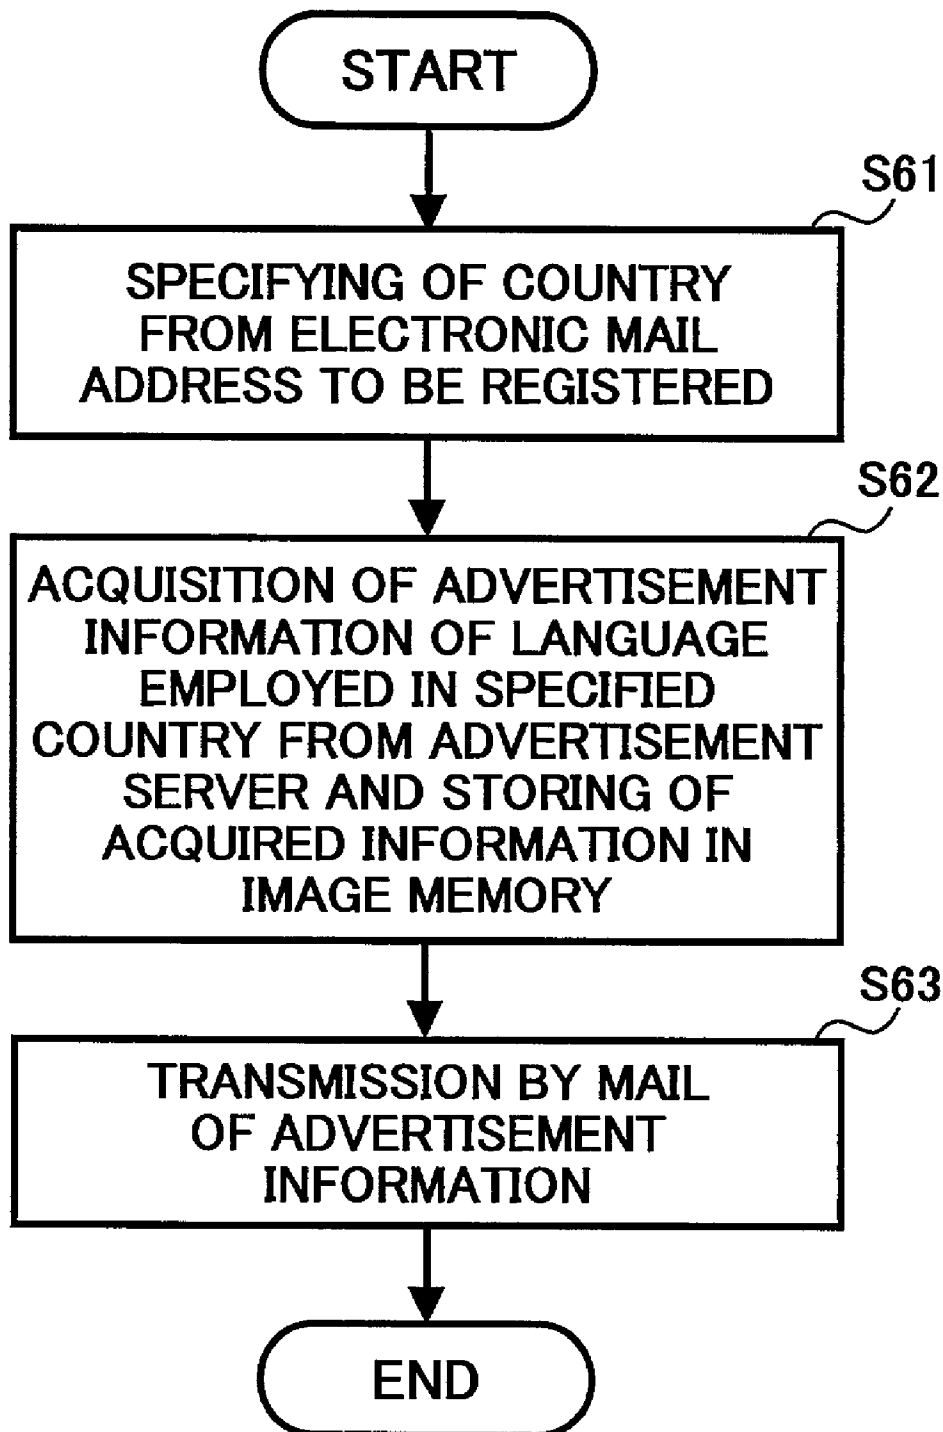 START
S61
SPECIFYING OF COUNTRY
FROM ELECTRONIC MAIL
ADDRESS TO BE REGISTERED
S62
ACQUISITION OF ADVERTISEMENT
INFORMATION OF LANGUAGE
EMPLOYED IN SPECIFIED
COUNTRY FROM ADVERTISEMENT
SERVER AND STORING OF
ACQUIRED INFORMATION IN
IMAGE MEMORY
S63
TRANSMISSION BY MAIL
OF ADVERTISEMENT
INFORMATION
END